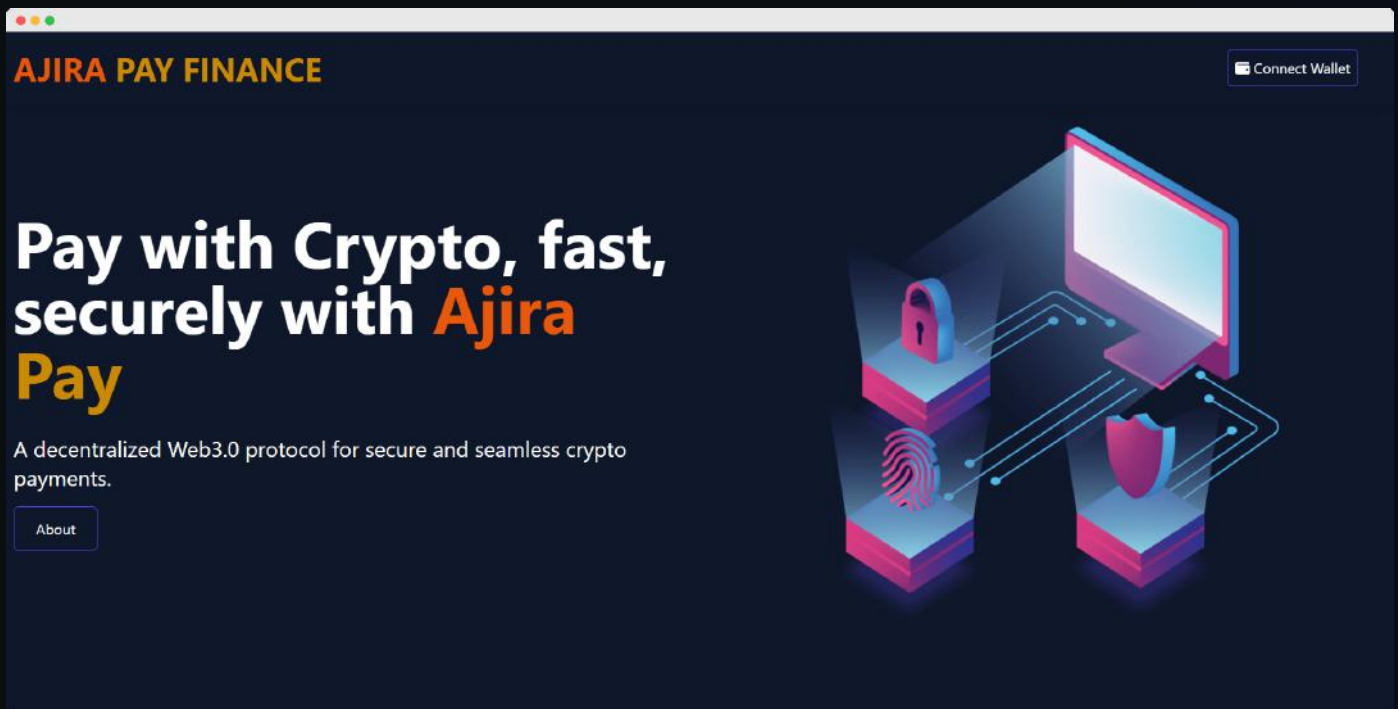 AJIRA PAY FINANCE
Connect Wallet
Pay with Crypto, fast,
securely with Ajira
Pay
A decentralized Web3.0 protocol for secure and seamless crypto
payments.
About